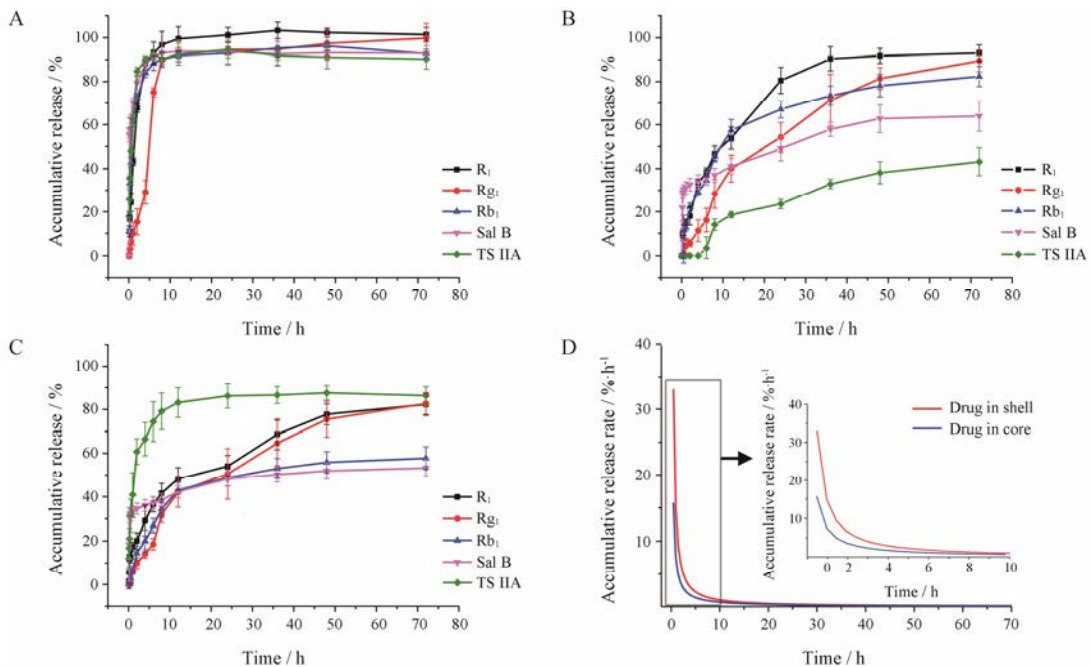 A
Accumulative release / %
100
80
60
40
20
0
R₁
Rg₁
Rb₁
Sal B
TS IIA
0 10 20 30 40 50 60 70 80
Time / h
B
Accumulative release / %
100
80
60
40
20
0
R₁
Rg₁
Rb₁
Sal B
TS IIA
0 10 20 30 40 50 60 70 80
Time / h
C
Accumulative release / %
100
80
60
40
20
0
R₁
Rg₁
Rb₁
Sal B
TS IIA
0 10 20 30 40 50 60 70 80
Time / h
D
Accumulative release rate / %·h⁻¹
40
30
20
10
0 10 20 30 40 50 60 70
Time / h
Accumulative release rate / %·h⁻¹
40
30
20
10
Drug in shell
Drug in core
0 2 4 6 8 10
Time / h